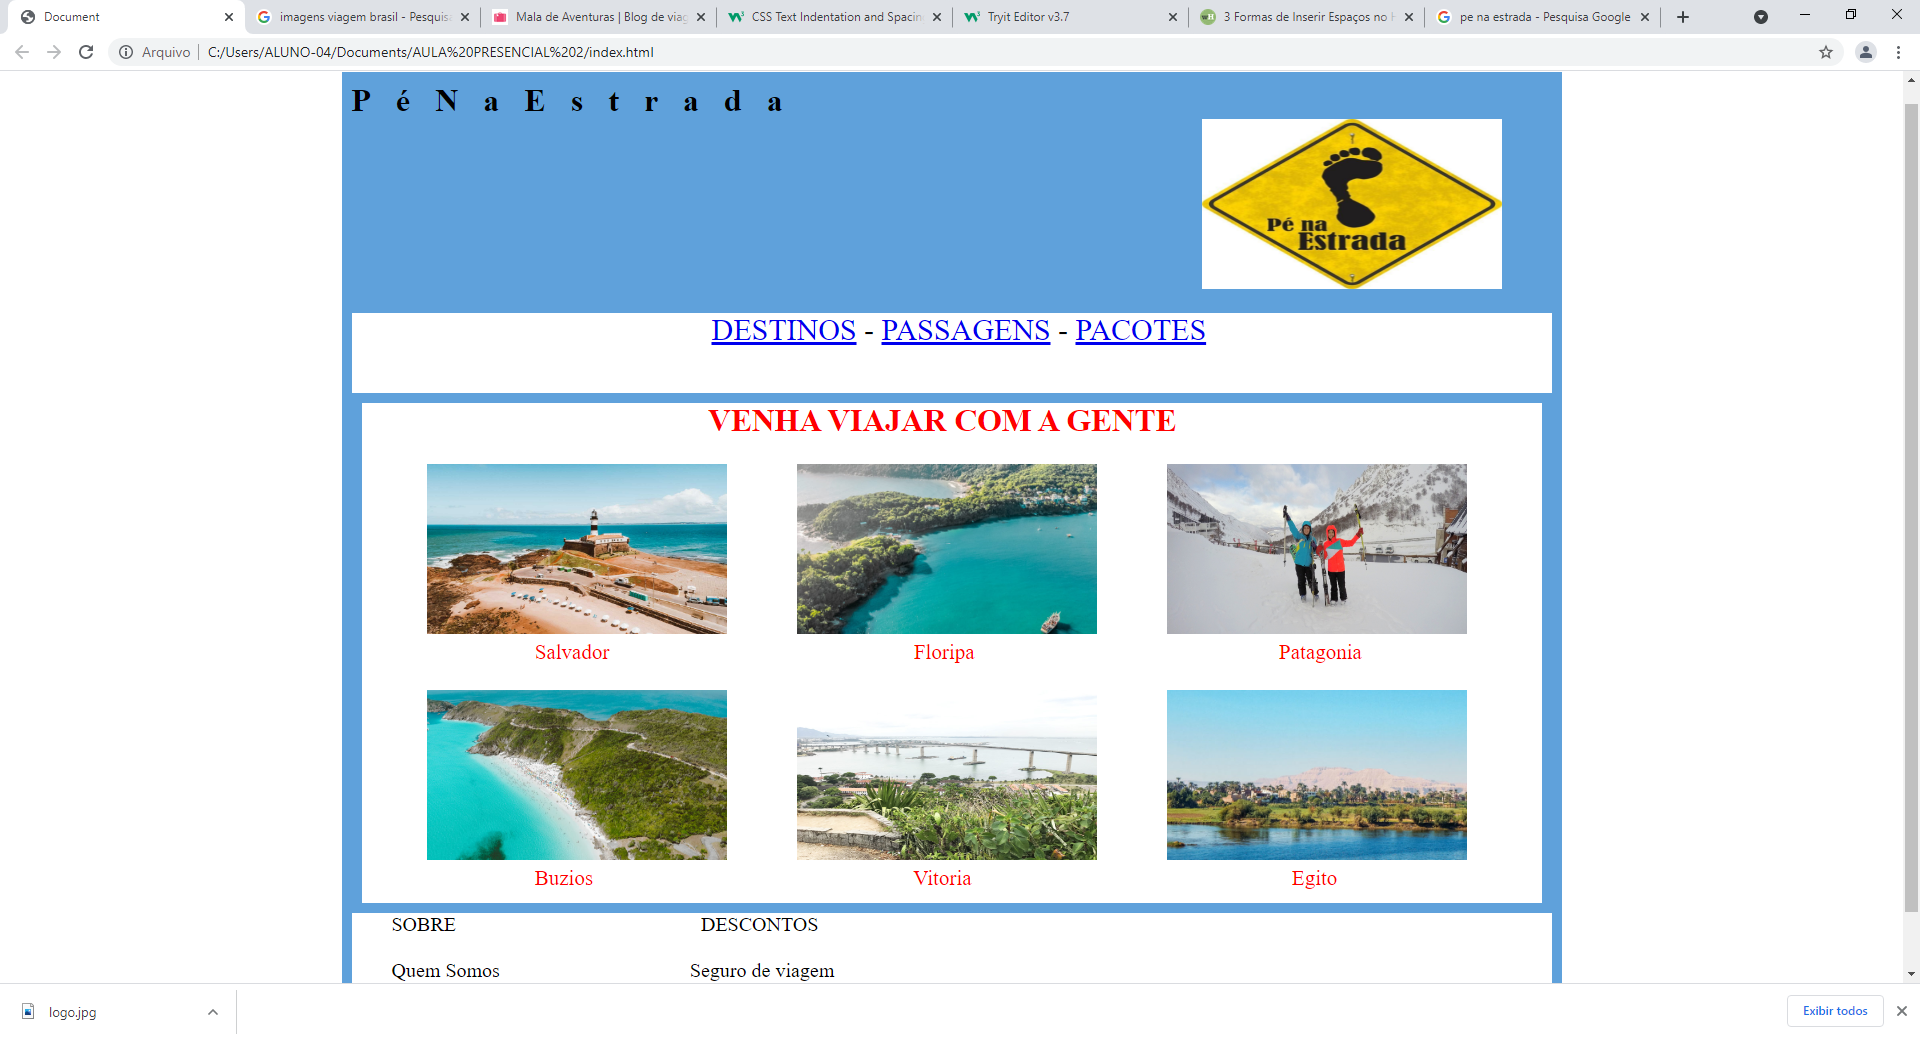 Document
imagens viagem brasil - Pesquis
Mala de Aventuras | Blog de viag
CSS Text Indentation and Spacin
Tryit Editor v3.7
3 Formas de Inserir Espaços no H
pe na estrada - Pesquisa Google
Arquivo | C:/Users/ALUNO-04/Documents/AULA%20PRESENCIAL%202/index.html
P é N a E s t r a d a
Pé na
Estrada
DESTINOS - PASSAGENS - PACOTES
VENHA VIAJAR COM A GENTE
Salvador
Floripa
Patagonia
Buzios
Vitoria
Egito
SOBRE
DESCONTOS
Quem Somos
Seguro de viagem
logo.jpg
Exibir todos